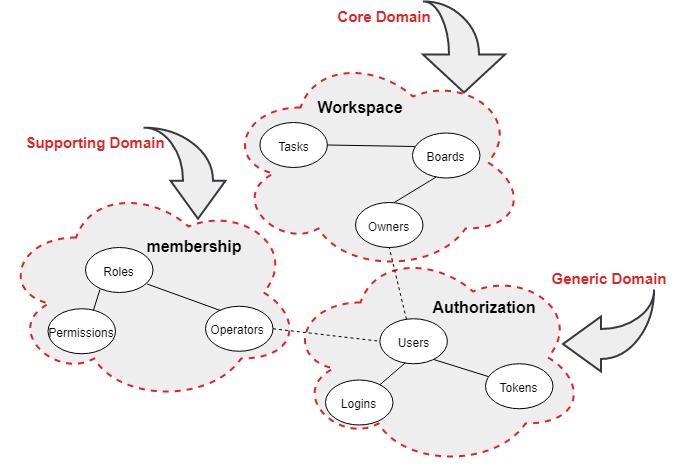 Core Domain
Workspace
Tasks
Boards
Owners
Supporting Domain
membership
Roles
Permissions
Operators
Generic Domain
Authorization
Users
Logins
Tokens